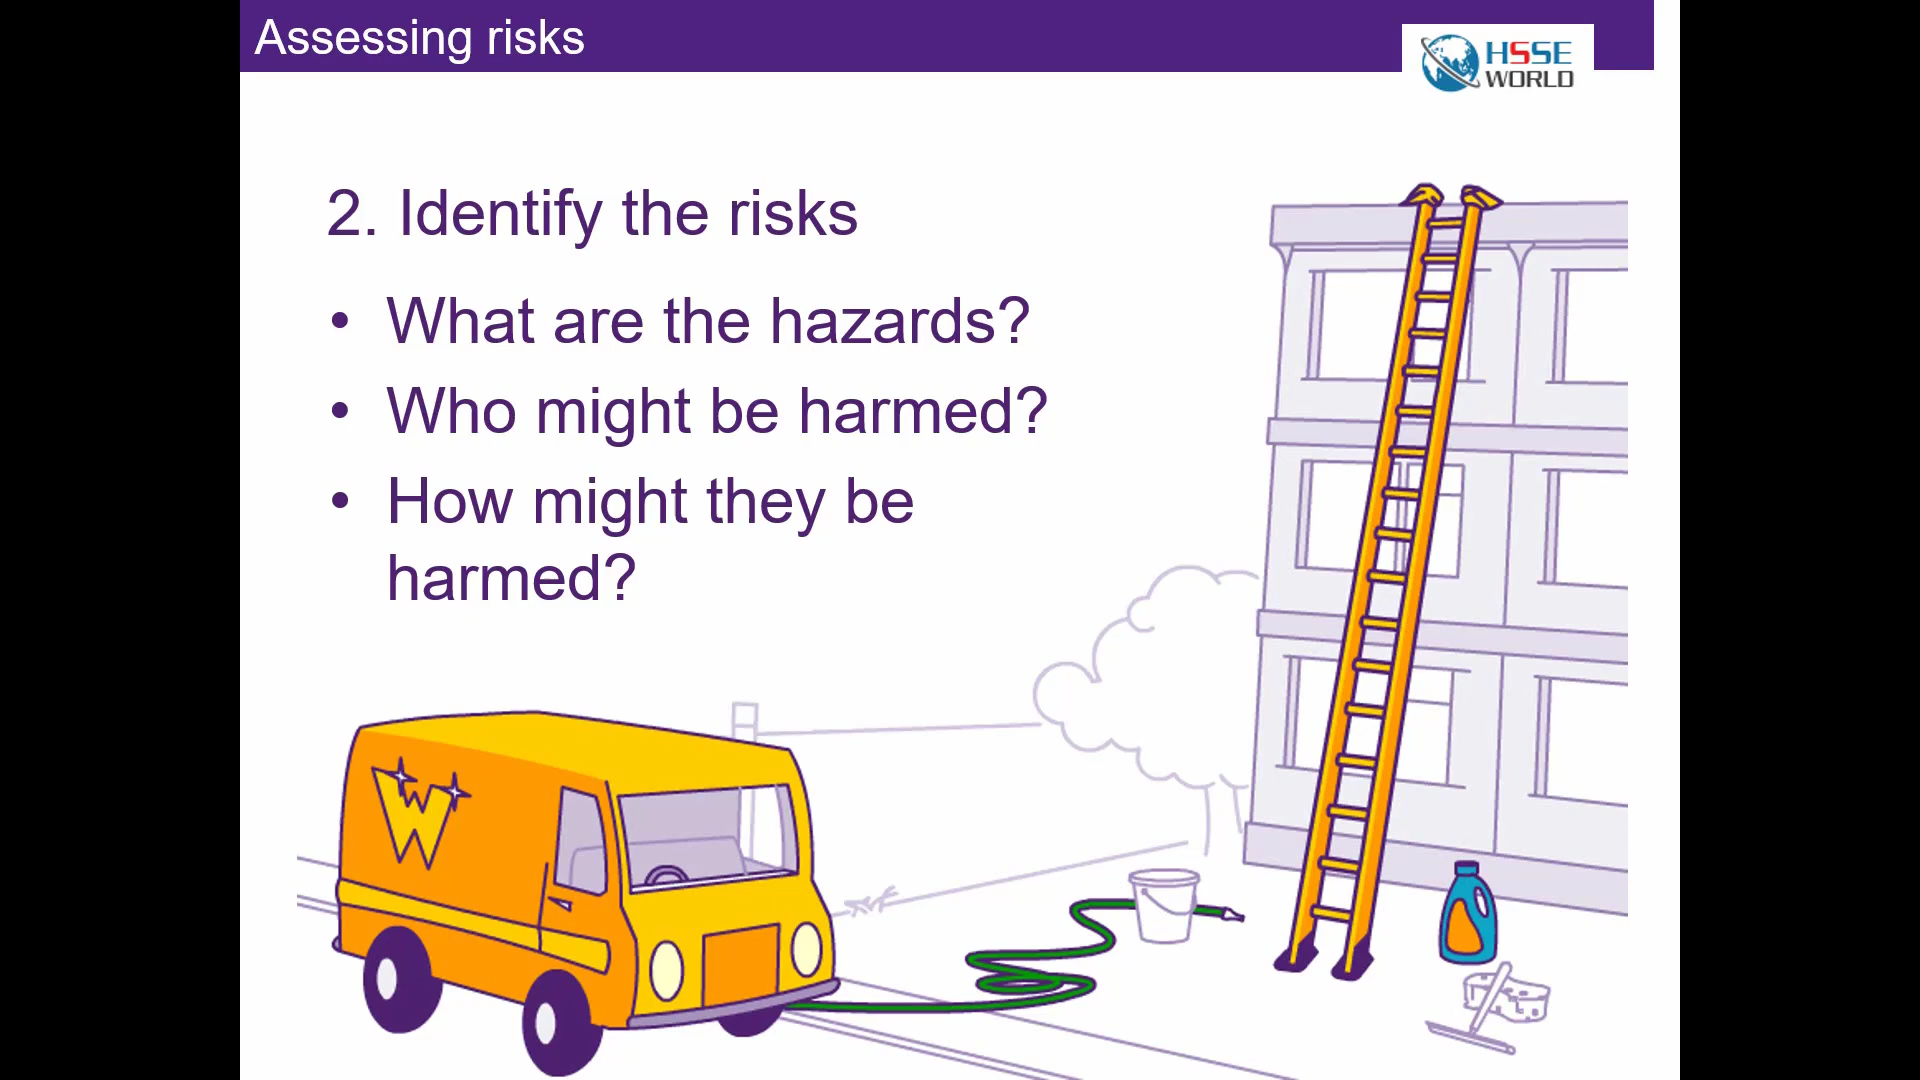 Assessing risks
HSSE
WORLD
2. Identify the risks
• What are the hazards?
• Who might be harmed?
• How might they be
harmed?
W